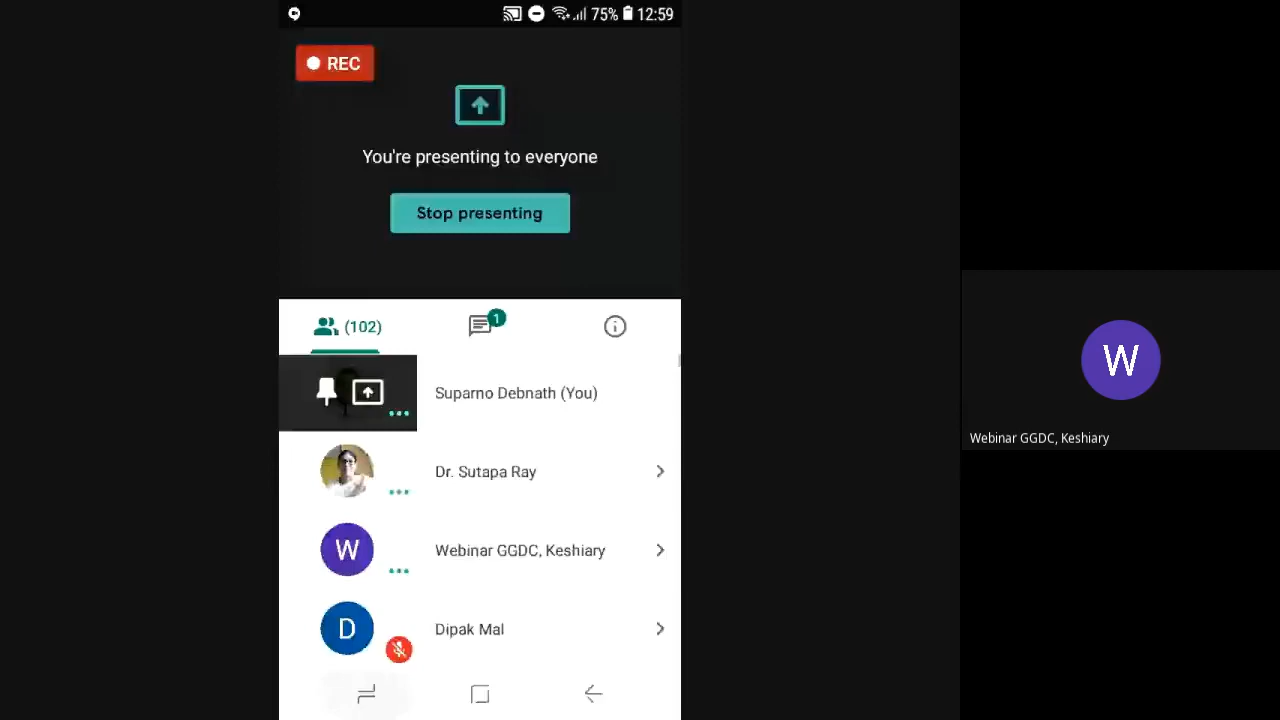 75% 12:59
REC
You're presenting to everyone
Stop presenting
(102)
1
Suparno Debnath (You)
Dr. Sutapa Ray
W
Webinar GGDC, Keshiary
D
Dipak Mal
W
Webinar GGDC, Keshiary